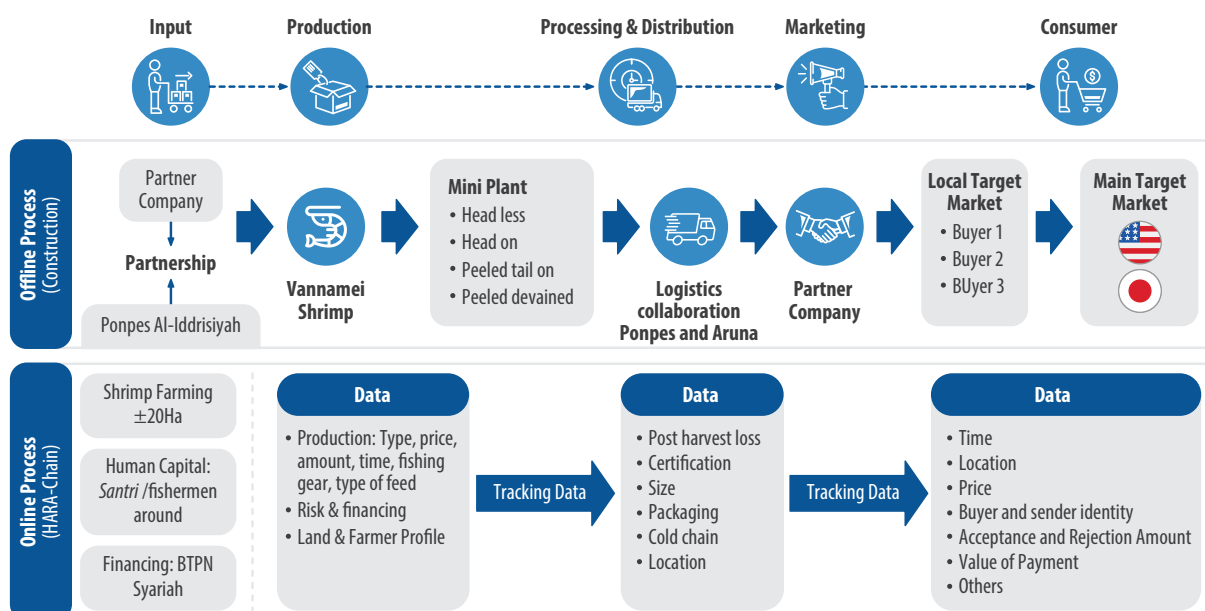 Input
Production
Processing & Distribution
Marketing
Consumer
Offline Process
(Construction)
Partner
Company
Partnership
Ponpes Al-Iddrisiyah
Vannamei
Shrimp
Mini Plant
• Head less
• Head on
• Peeled tail on
• Peeled devained
Logistics
collaboration
Ponpes and Aruna
Partner
Company
Local Target
Market
• Buyer 1
• Buyer 2
• BUyer 3
Main Target
Market
Online Process
(HARA-Chain)
Shrimp Farming
±20Ha
Human Capital:
Santri /fishermen
around
Financing: BTPN
Syariah
Data
• Production: Type, price,
amount, time, fishing
gear, type of feed
• Risk & financing
• Land & Farmer Profile
Tracking Data
Data
• Post harvest loss
• Certification
• Size
• Packaging
• Cold chain
• Location
Tracking Data
Data
• Time
• Location
• Price
• Buyer and sender identity
• Acceptance and Rejection Amount
• Value of Payment
• Others